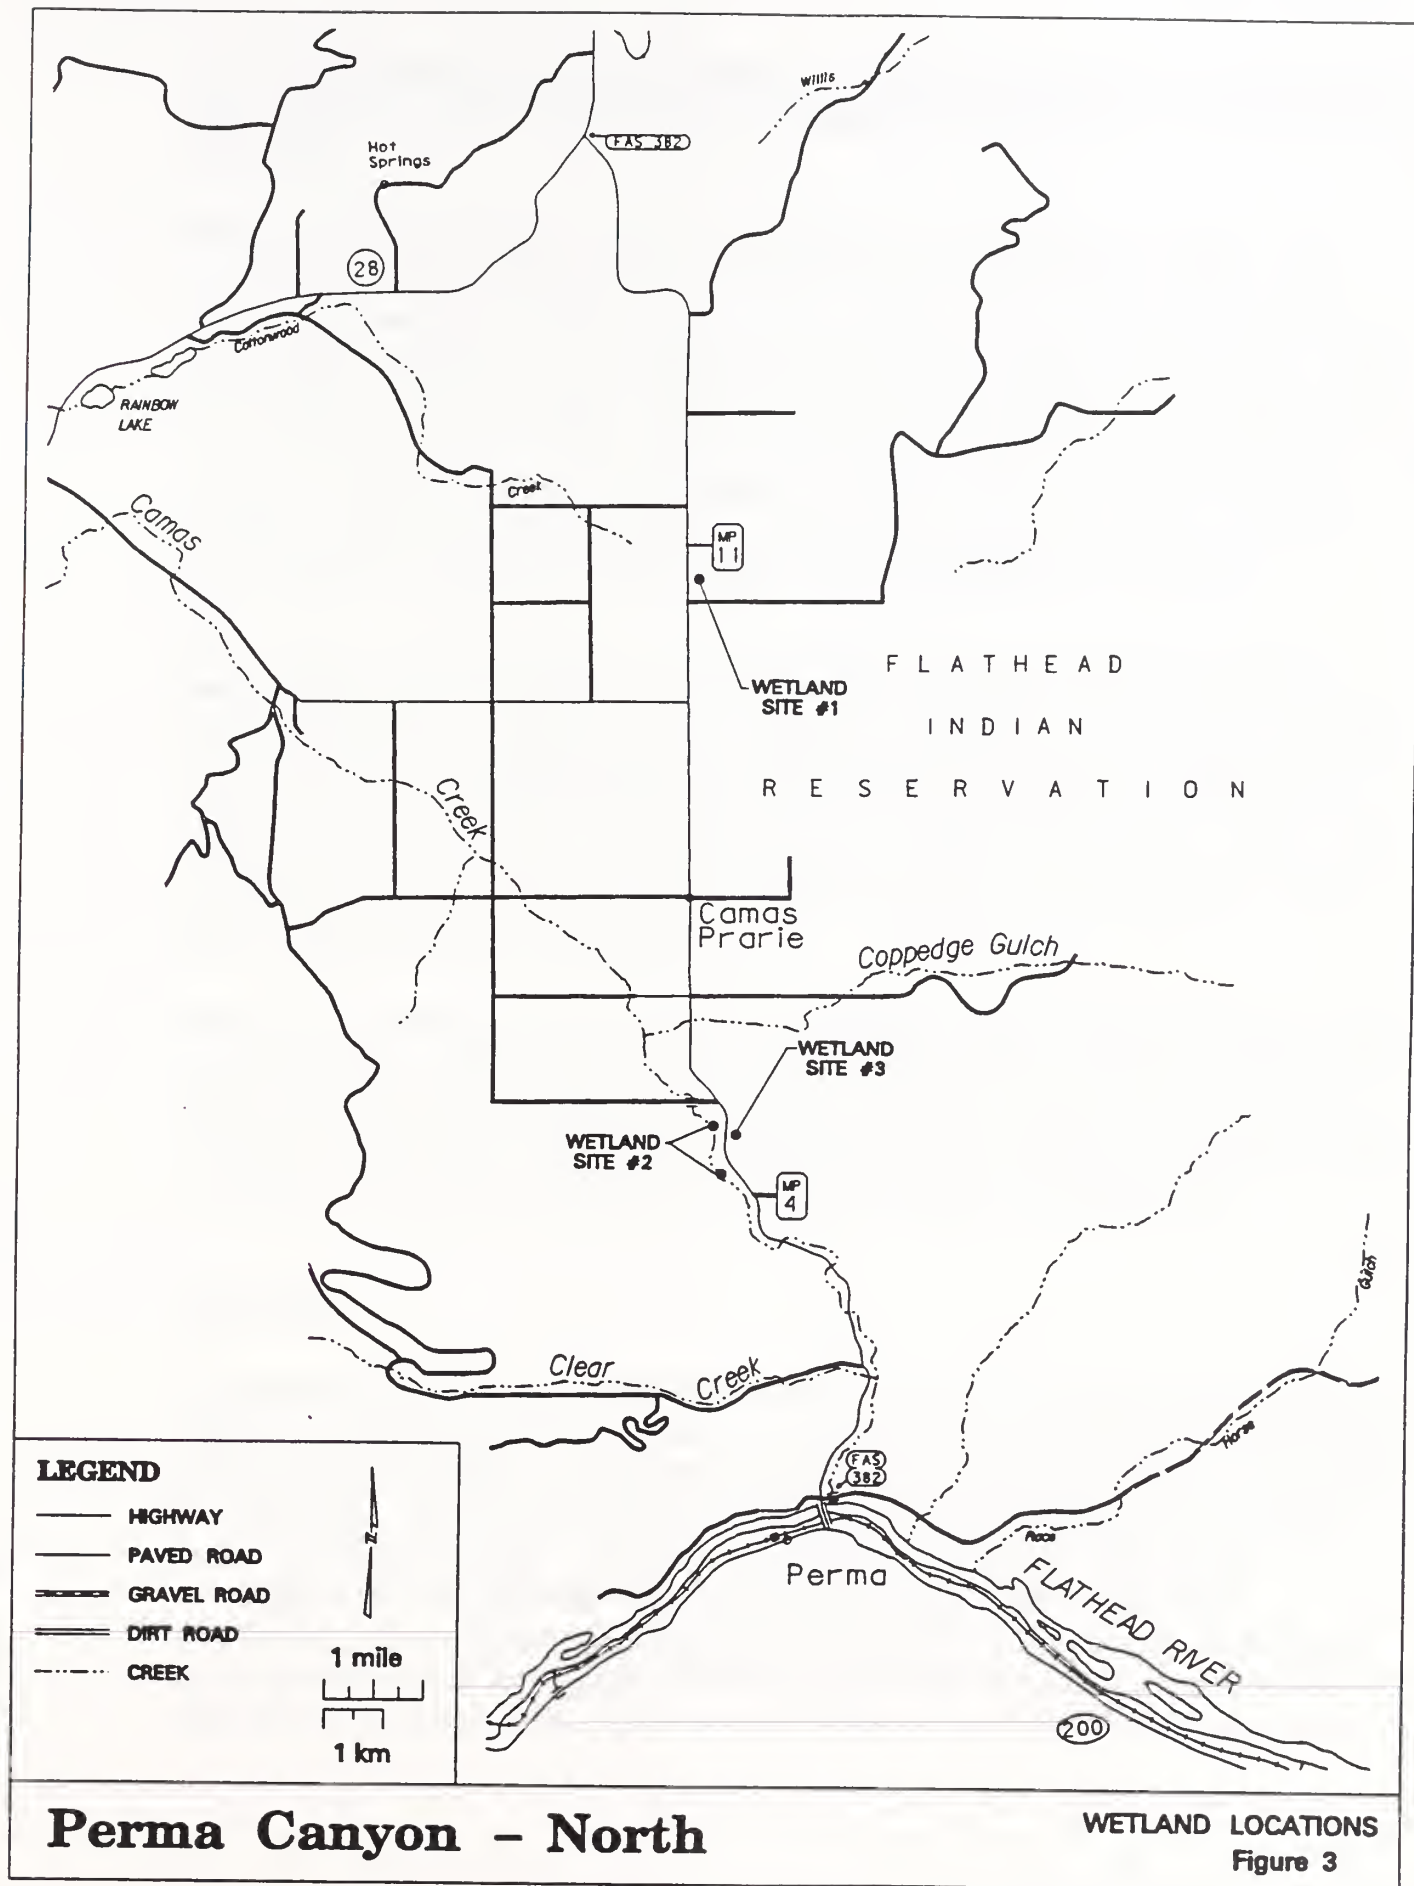 Willis
FAS 382
Hot
Springs
28
Cottonwood
RAINBOW
LAKE
Creek
Camas
MP
11
WETLAND
SITE #1
FLATHEAD
INDIAN
RESERVATION
Creek
Camas
Prarie
Coppedge Gulch
WETLAND
SITE #3
WETLAND
SITE #2
MP
4
Gulch
Clear Creek
Horse
FAS
382
Race
Perma
FLATHEAD RIVER
200
LEGEND
HIGHWAY
PAVED ROAD
GRAVEL ROAD
DIRT ROAD
CREEK
N
1 mile
1 km
Perma Canyon – North
WETLAND LOCATIONS
Figure 3